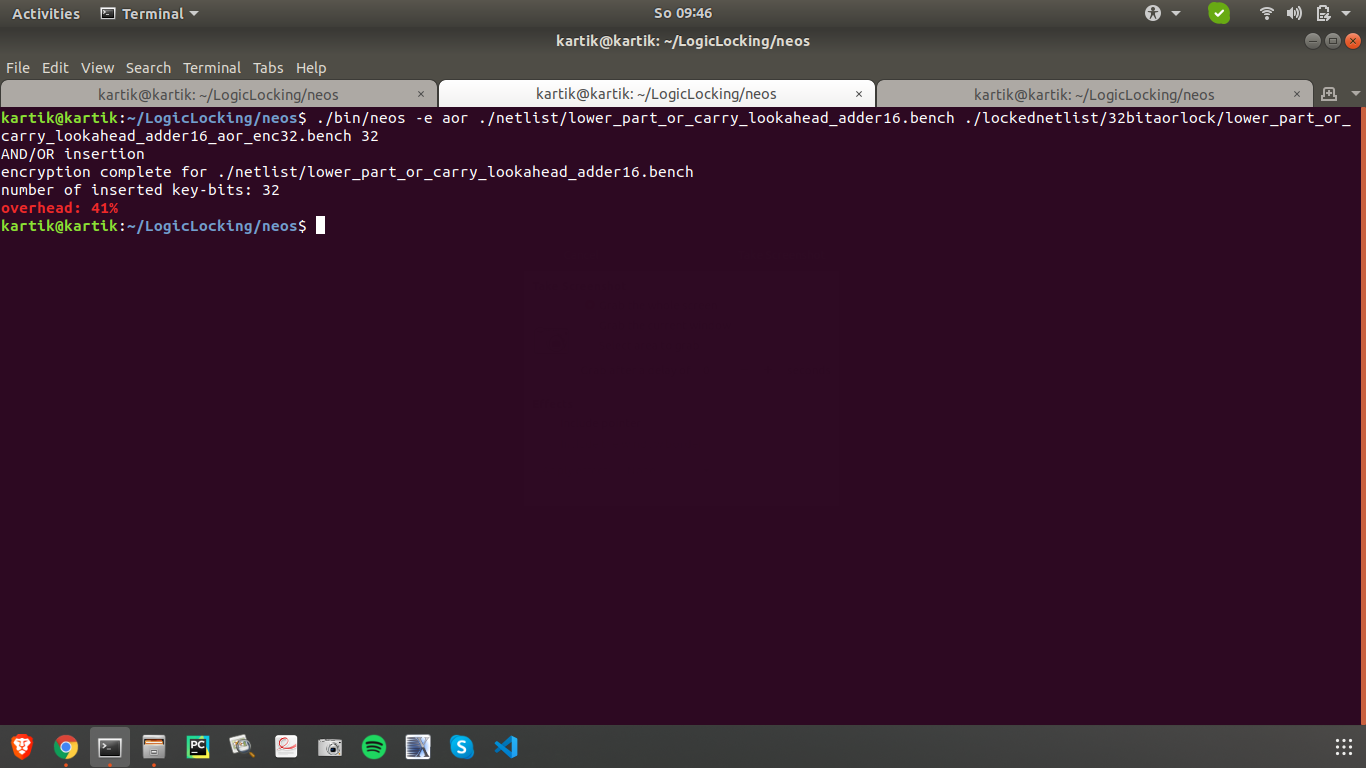 Activities Terminal So 09:46
kartik@kartik: ~/LogicLocking/neos
File Edit View Search Terminal Tabs Help
kartik@kartik: ~/LogicLocking/neos × kartik@kartik: ~/LogicLocking/neos × kartik@kartik: ~/LogicLocking/neos ×
kartik@kartik:~/LogicLocking/neos$ ./bin/neos -e aor ./netlist/lower_part_or_carry_lookahead_adder16.bench ./lockednetlist/32bitaorlock/lower_part_or_
carry_lookahead_adder16_aor_enc32.bench 32
AND/OR insertion
encryption complete for ./netlist/lower_part_or_carry_lookahead_adder16.bench
number of inserted key-bits: 32
overhead: 41%
kartik@kartik:~/LogicLocking/neos$
PC